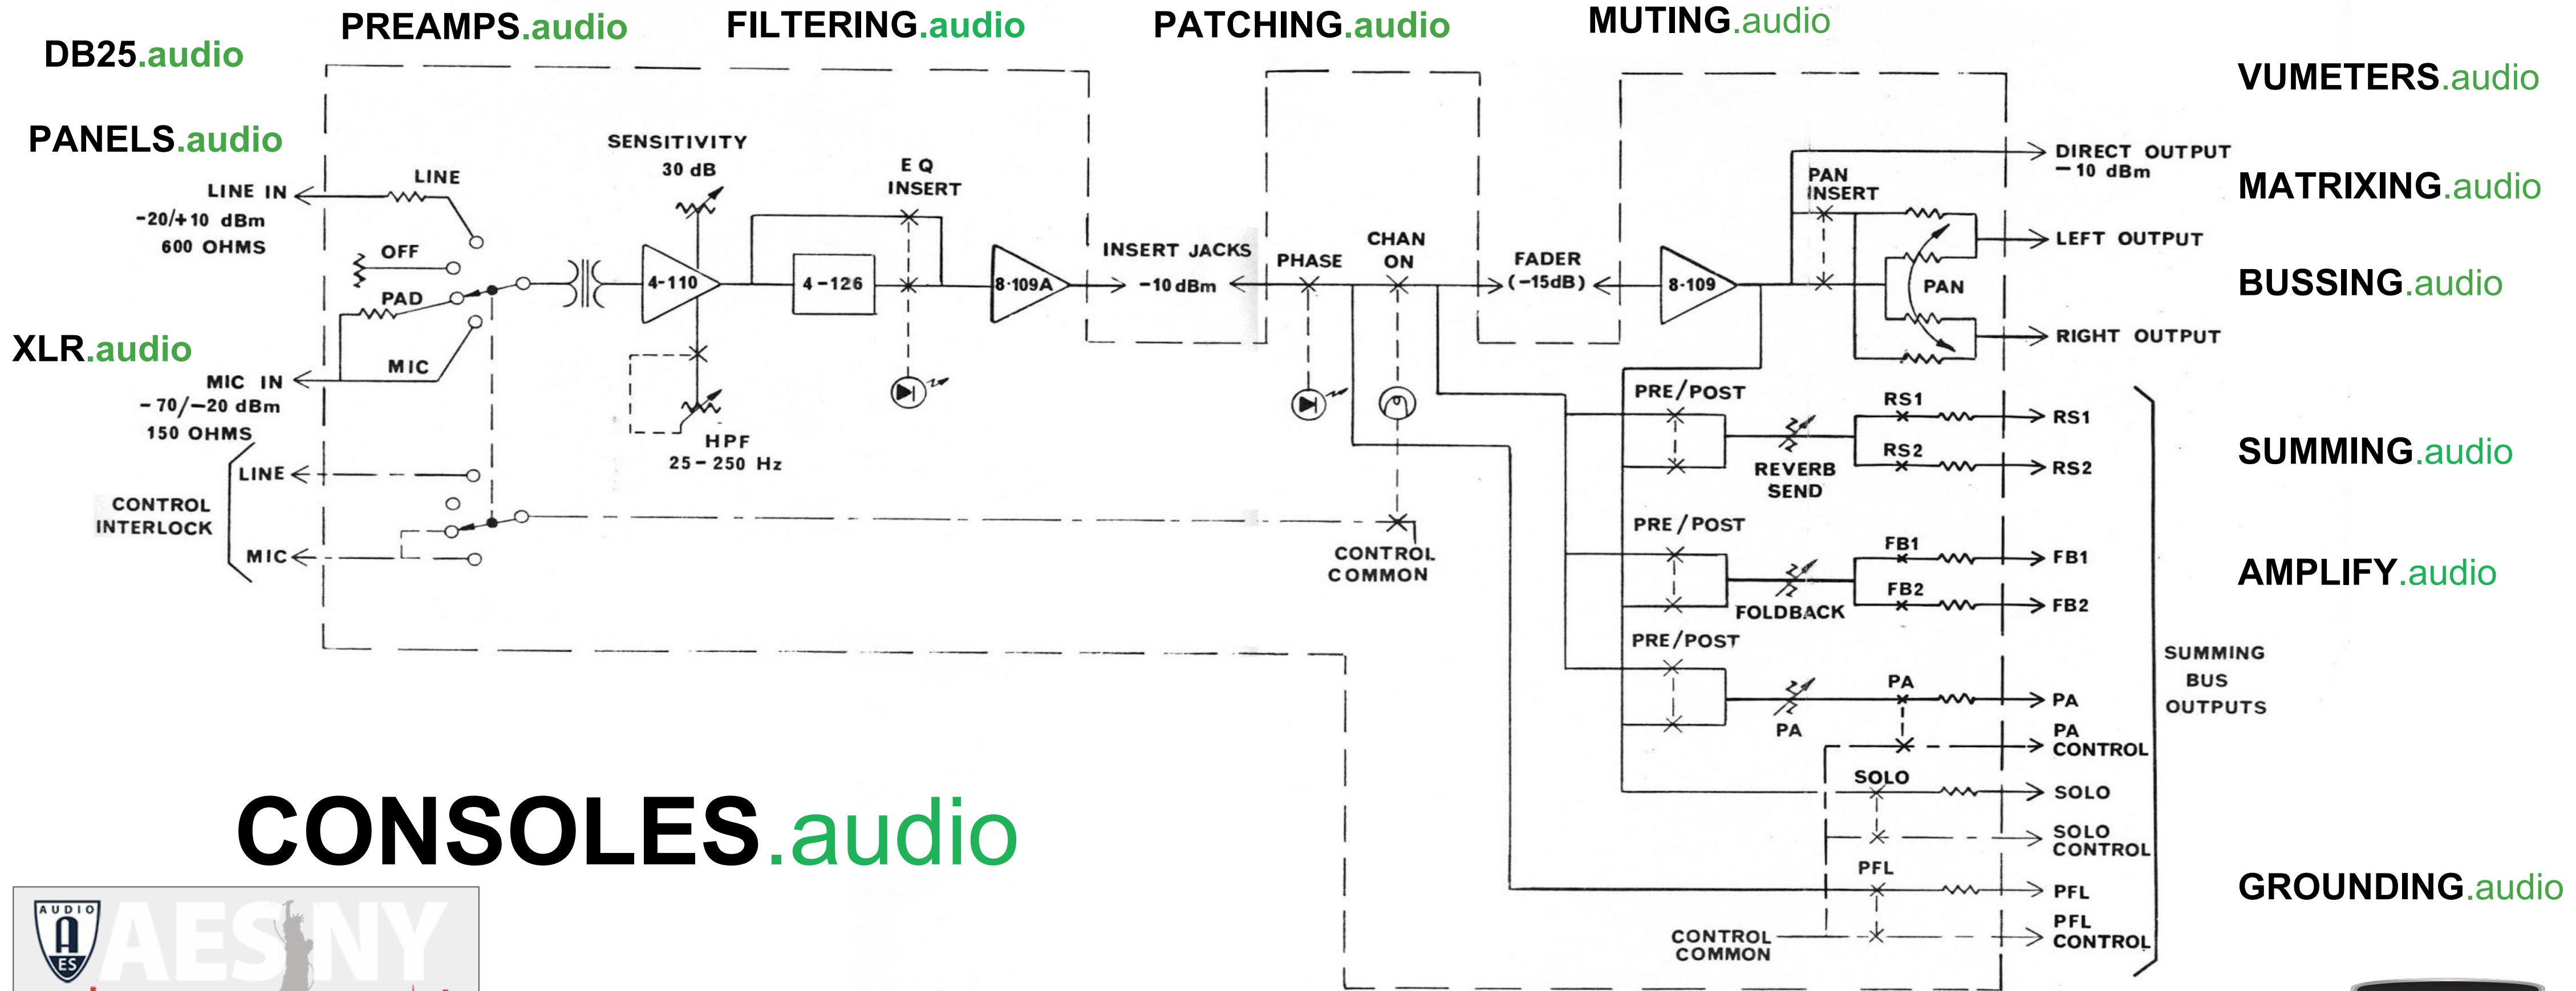 PREAMPS.audio
FILTERING.audio
PATCHING.audio
MUTING.audio
DB25.audio
VUMETERS.audio
PANELS.audio
MATRIXING.audio
BUSSING.audio
XLR.audio
SUMMING.audio
AMPLIFY.audio
GROUNDING.audio
LINE IN
-20/+10 dBm
600 OHMS
LINE
OFF
PAD
MIC
MIC IN
-70/-20 dBm
150 OHMS
CONTROL
INTERLOCK
LINE
MIC
SENSITIVITY
30 dB
4-110
HPF
25-250 Hz
EQ
INSERT
4-126
8-109A
INSERT JACKS
-10 dBm
PHASE
CHAN
ON
CONTROL
COMMON
FADER
(-15dB)
8-109
PAN
INSERT
PAN
DIRECT OUTPUT
-10 dBm
LEFT OUTPUT
RIGHT OUTPUT
PRE/POST
REVERB
SEND
RS1
RS2
RS1
RS2
PRE/POST
FOLDBACK
FB1
FB2
FB1
FB2
PRE/POST
PA
PA
PA
PA
CONTROL
SOLO
SOLO
SOLO
CONTROL
PFL
PFL
PFL
CONTROL
CONTROL
COMMON
SUMMING
BUS
OUTPUTS
CONSOLES.audio
AUDIO
A
ES
AES NY